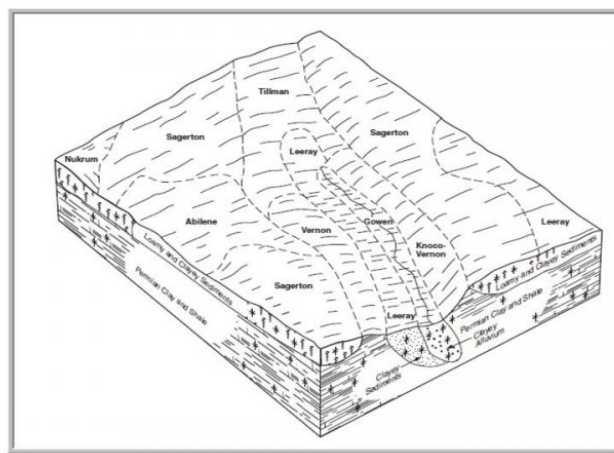 Tillman
Sagerton
Sagerton
Leeray
Nukrum
Abilene
Gowen
Leeray
Vernon
Knoco-
Vernon
Loamy and Clayey Sediments
Loamy and Clayey Sediments
Sagerton
Permian Clay and Shale
Leeray
Permian Clay and Shale
Clayey
Alluvium
Clayey
Sediments